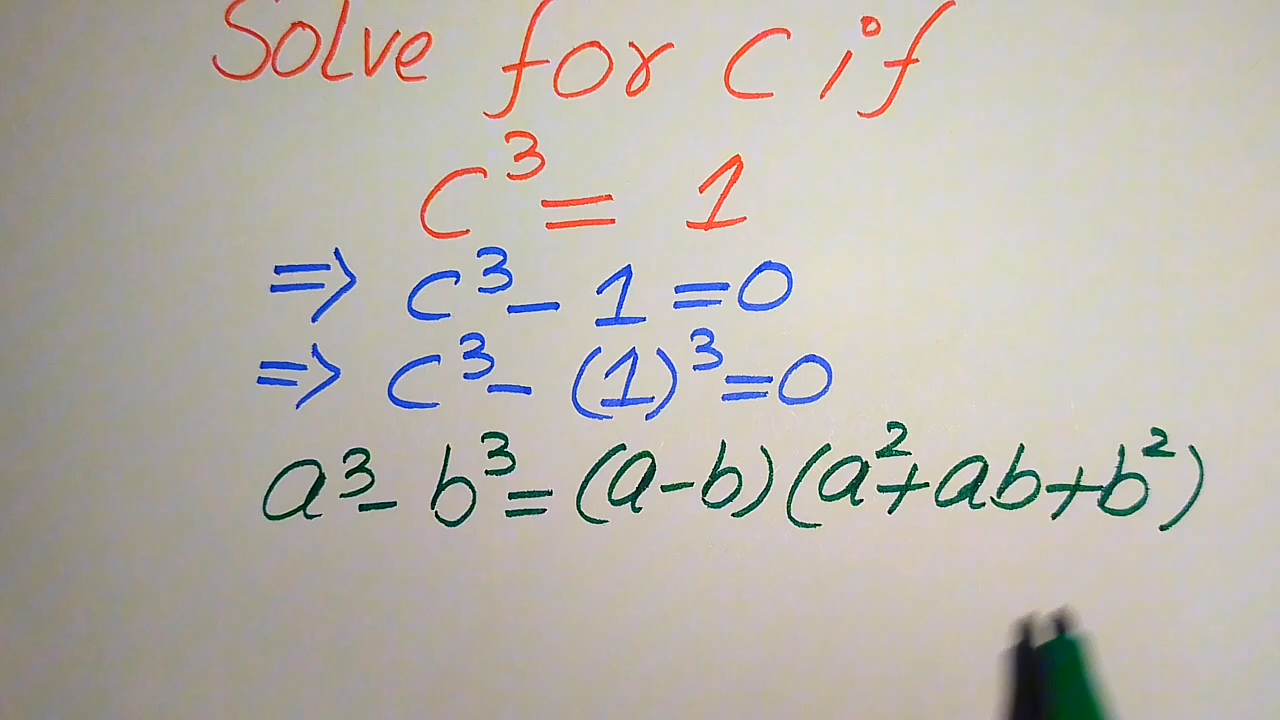 Solve for c if
c³ = 1
=> c³ - 1 = 0
=> c³ - (1)³ = 0
a³ - b³ = (a-b)(a²+ab+b²)